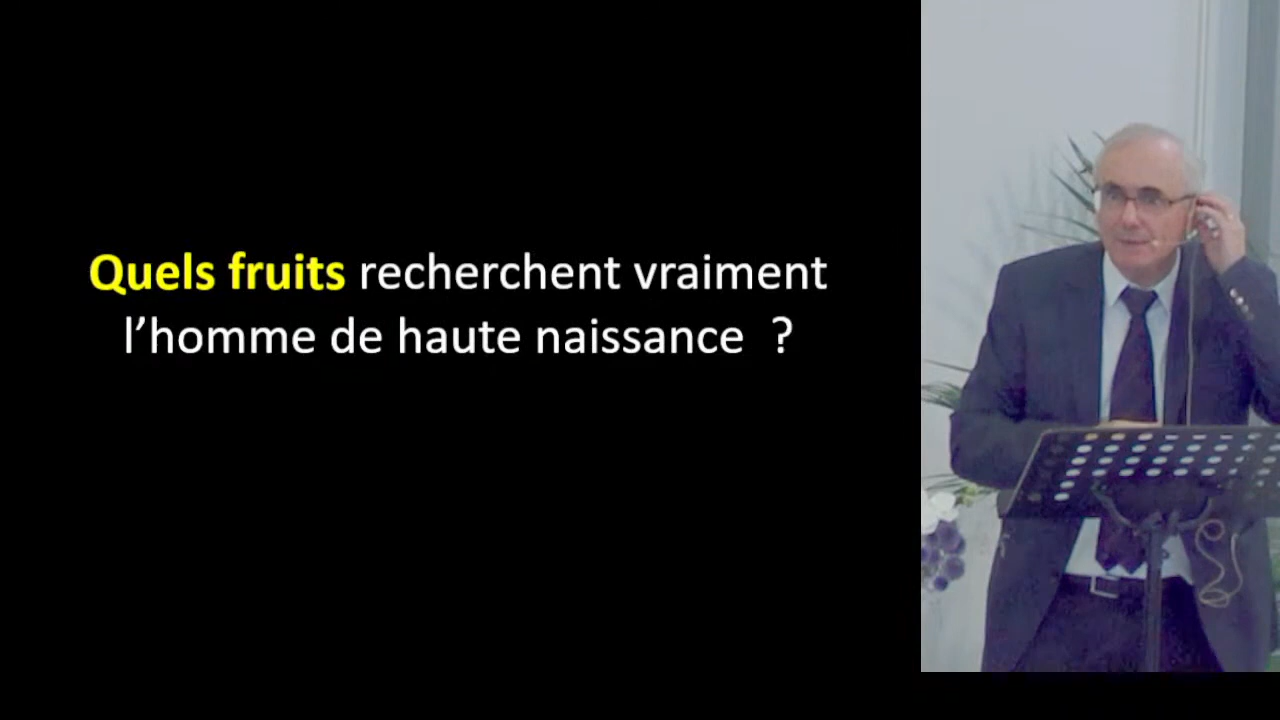 Quels fruits recherchent vraiment
l’homme de haute naissance  ?